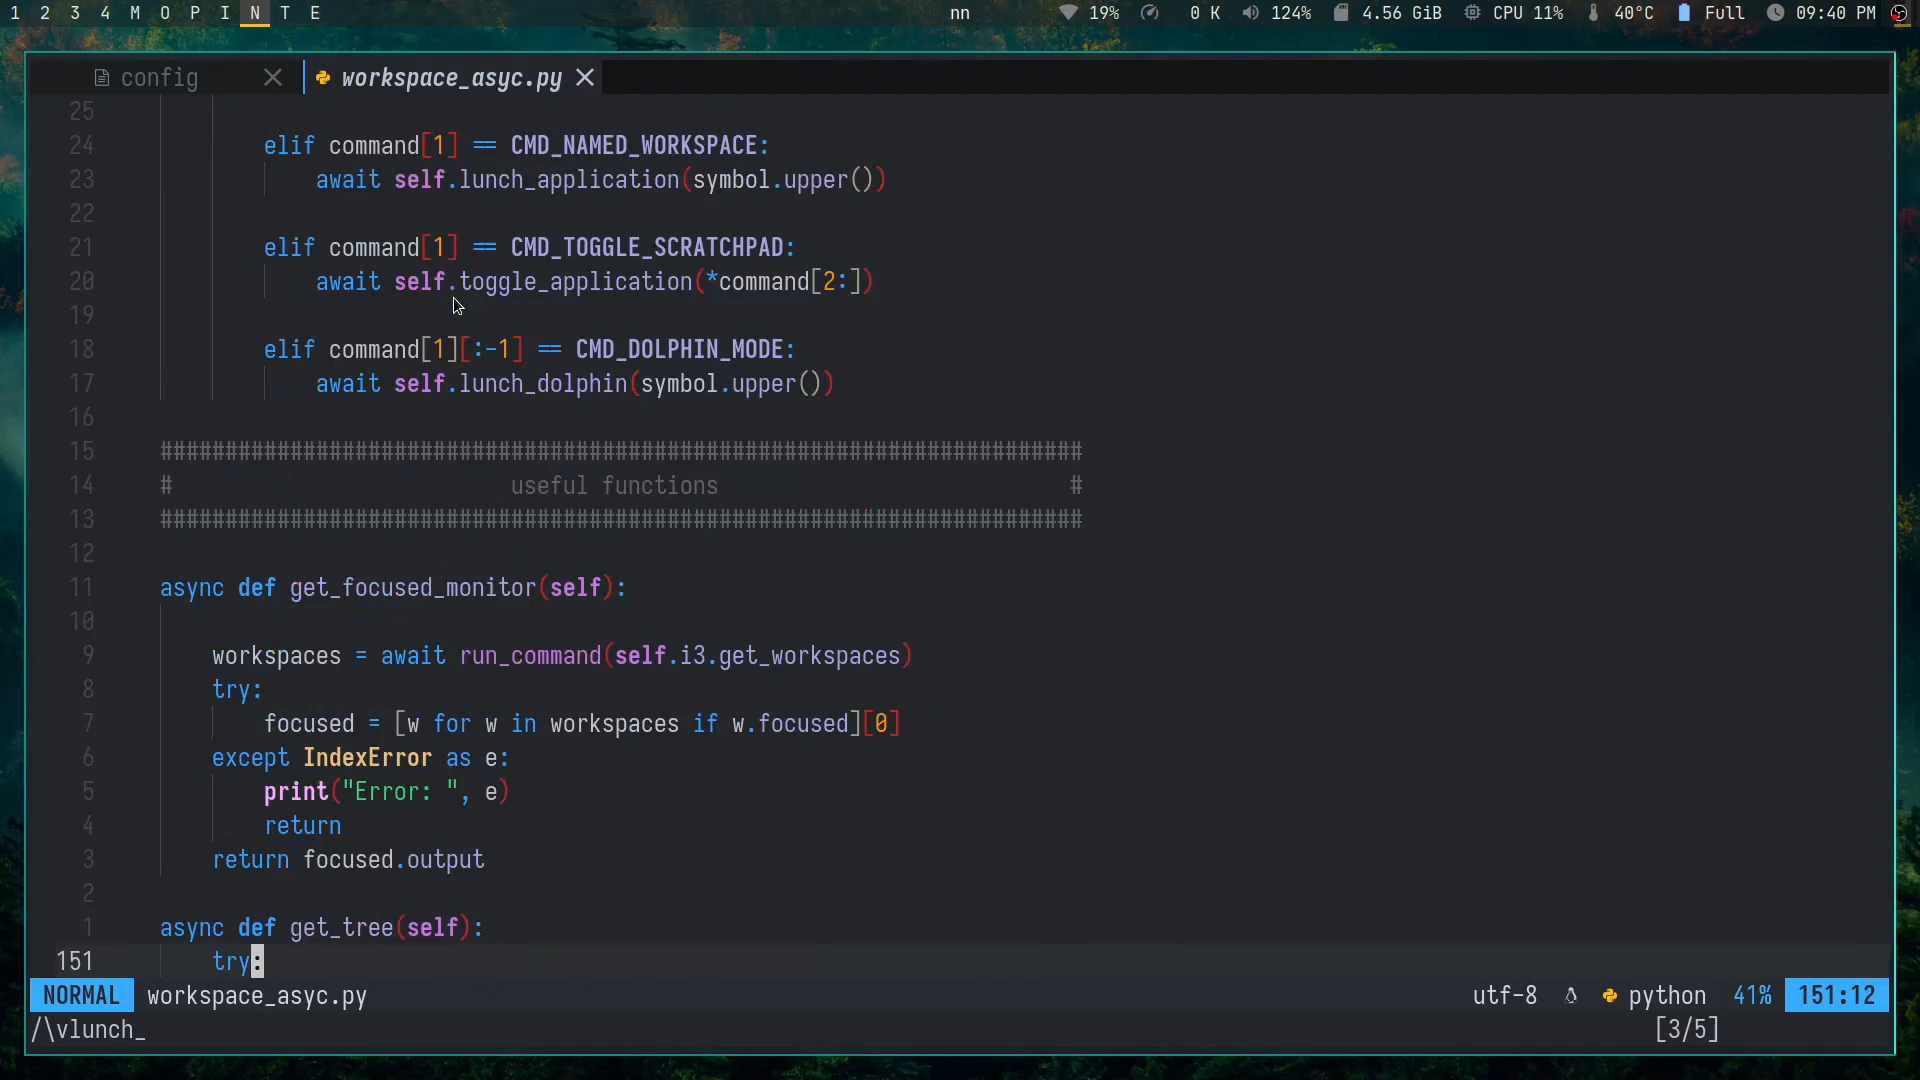 1 2 3 4 M O P I N T E nn 19% 0 K 124% 4.56 GiB CPU 11% 40°C Full 09:40 PM
config workspace_asyc.py
25
24 elif command[1] == CMD_NAMED_WORKSPACE:
23 await self.lunch_application(symbol.upper())
22
21 elif command[1] == CMD_TOGGLE_SCRATCHPAD:
20 await self.toggle_application(*command[2:])
19
18 elif command[1][:-1] == CMD_DOLPHIN_MODE:
17 await self.lunch_dolphin(symbol.upper())
16
15 #######################################################################
14 # useful functions #
13 #######################################################################
12
11 async def get_focused_monitor(self):
10
9 workspaces = await run_command(self.i3.get_workspaces)
8 try:
7 focused = [w for w in workspaces if w.focused][0]
6 except IndexError as e:
5 print("Error: ", e)
4 return
3 return focused.output
2
1 async def get_tree(self):
151 try:
NORMAL workspace_asyc.py utf-8 python 41% 151:12
/\vlunch_ [3/5]